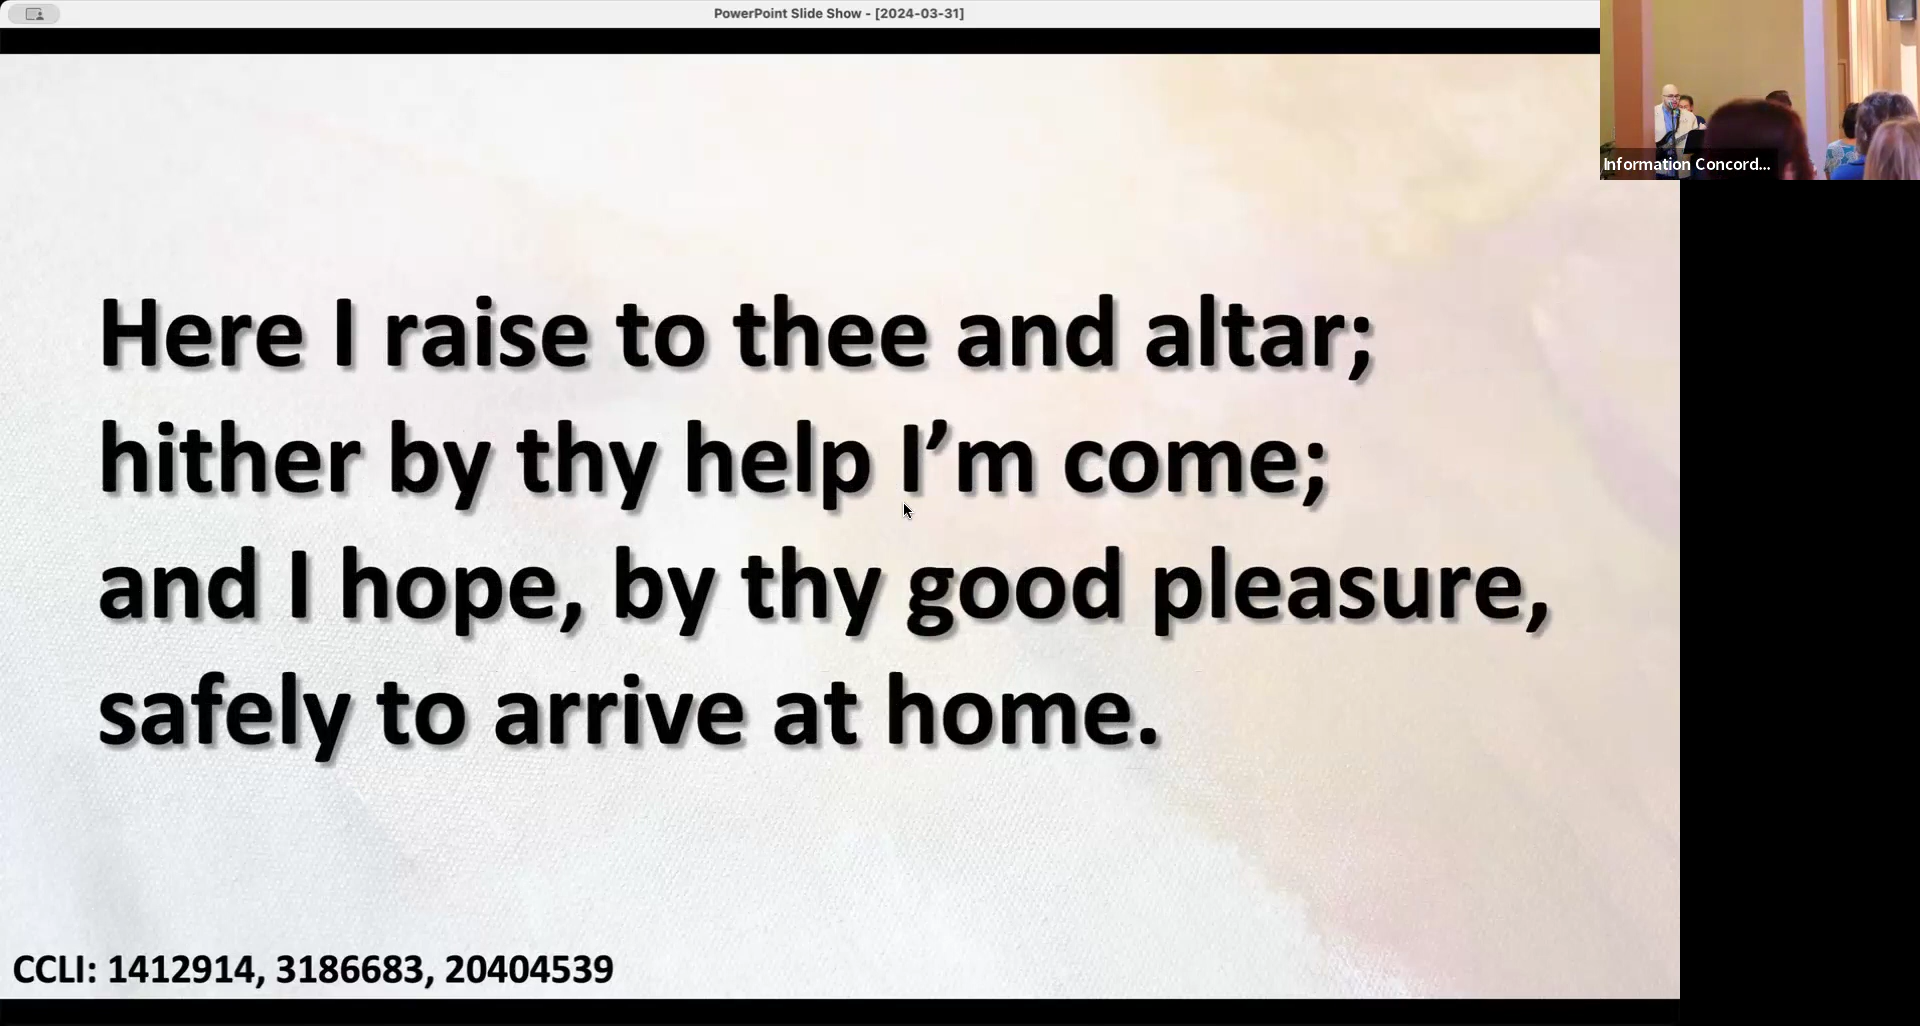 PowerPoint Slide Show - [2024-03-31]
Information Concord...
Here I raise to thee and altar;
hither by thy help I’m come;
and I hope, by thy good pleasure,
safely to arrive at home.
CCLI: 1412914, 3186683, 20404539